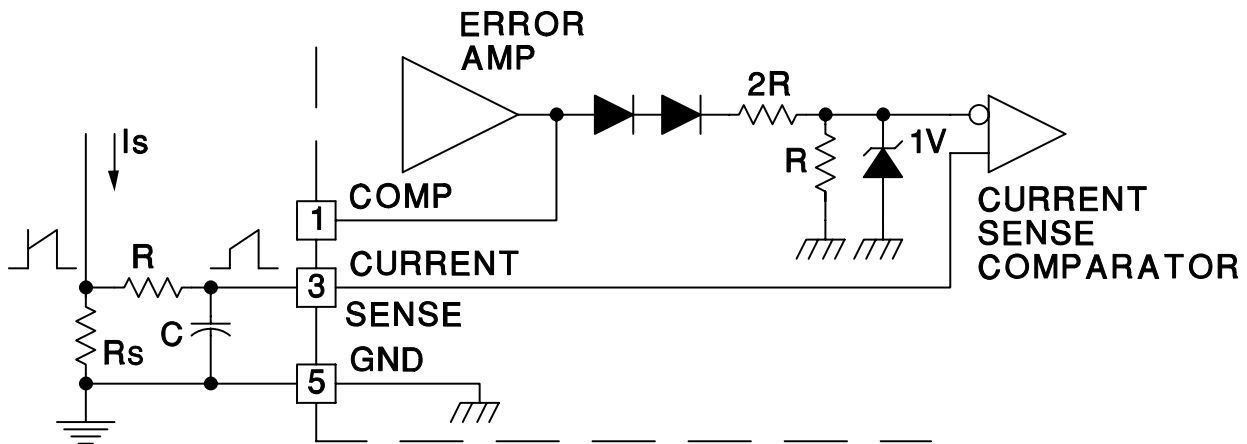 ERROR
AMP
2R
Is
R
1V
COMP
1
CURRENT
SENSE
COMPARATOR
R
CURRENT
3
SENSE
C
Rs
GND
5